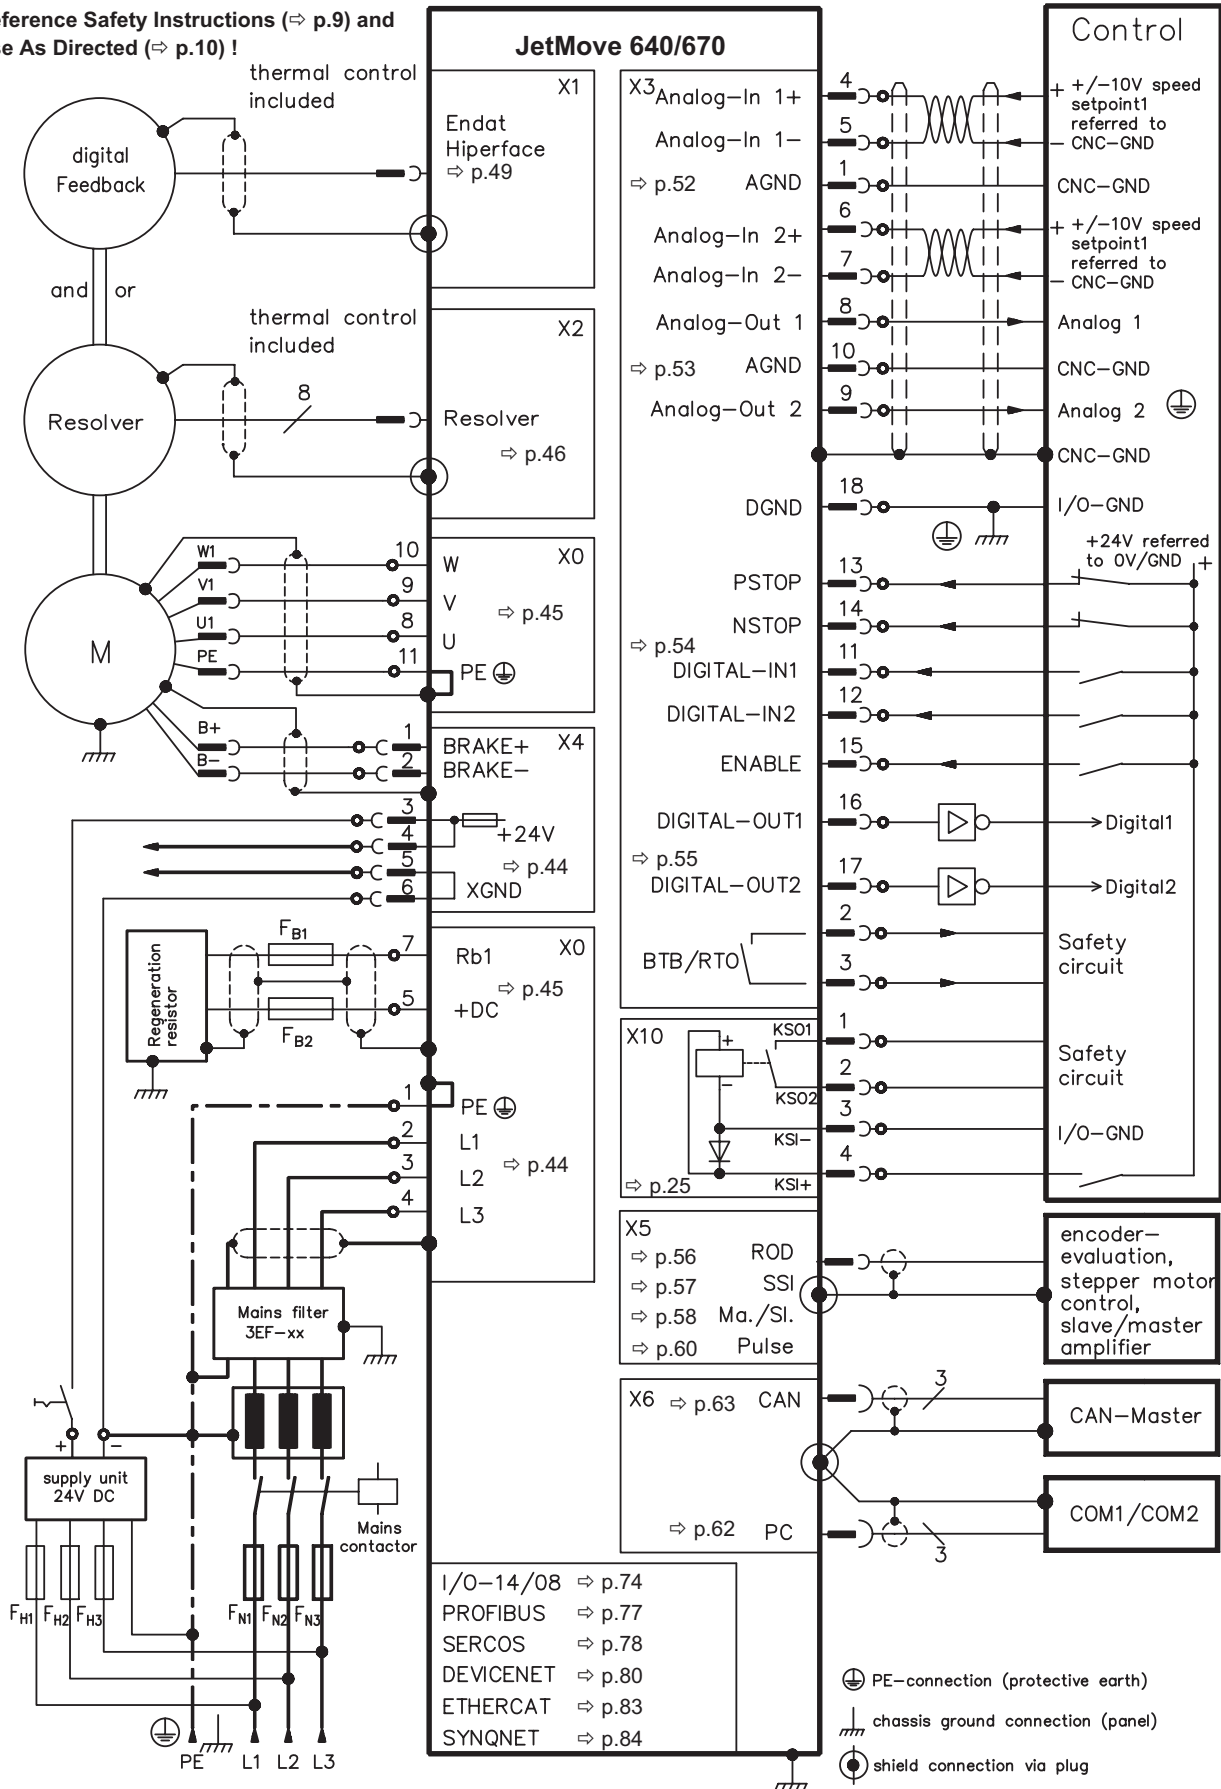 eference Safety Instructions (⇨ p.9) and
se As Directed (⇨ p.10) !
JetMove 640/670
Control
thermal control
included
digital
Feedback
X1
Endat
Hiperface
⇨ p.49
and or
thermal control
included
Resolver
8
X2
Resolver
⇨ p.46
M
W1
V1
U1
PE
10
9
8
11
W
V
U
PE
X0
⇨ p.45
B+
B-
1
2
BRAKE+
BRAKE-
X4
3
4
5
6
+24V
⇨ p.44
XGND
Regeneration
resistor
FB1
FB2
7
5
Rb1
+DC
X0
⇨ p.45
1
2
3
4
PE
L1
L2
L3
⇨ p.44
Mains filter
3EF-xx
+ -
supply unit
24V DC
Mains
contactor
FH1 FH2 FH3
FN1 FN2 FN3
PE L1 L2 L3
X3
Analog-In 1+
4
Analog-In 1-
5
⇨ p.52
AGND
1
Analog-In 2+
6
Analog-In 2-
7
Analog-Out 1
8
⇨ p.53
AGND
10
Analog-Out 2
9
DGND
18
PSTOP
13
NSTOP
14
⇨ p.54
DIGITAL-IN1
11
DIGITAL-IN2
12
ENABLE
15
DIGITAL-OUT1
16
⇨ p.55
DIGITAL-OUT2
17
BTB/RTO
2
3
+ +/-10V speed
setpoint1
referred to
- CNC-GND
CNC-GND
+ +/-10V speed
setpoint1
referred to
- CNC-GND
Analog 1
CNC-GND
Analog 2
CNC-GND
I/O-GND
+24V referred
to 0V/GND +
Digital1
Digital2
Safety
circuit
X10
+
-
KSO1
1
KSO2
2
KSI-
3
KSI+
4
⇨ p.25
Safety
circuit
I/O-GND
X5
⇨ p.56 ROD
⇨ p.57 SSI
⇨ p.58 Ma./Sl.
⇨ p.60 Pulse
encoder-
evaluation,
stepper motor
control,
slave/master
amplifier
X6 ⇨ p.63 CAN
3
CAN-Master
⇨ p.62 PC
3
COM1/COM2
I/O-14/08 ⇨ p.74
PROFIBUS ⇨ p.77
SERCOS ⇨ p.78
DEVICENET ⇨ p.80
ETHERCAT ⇨ p.83
SYNQNET ⇨ p.84
PE-connection (protective earth)
chassis ground connection (panel)
shield connection via plug